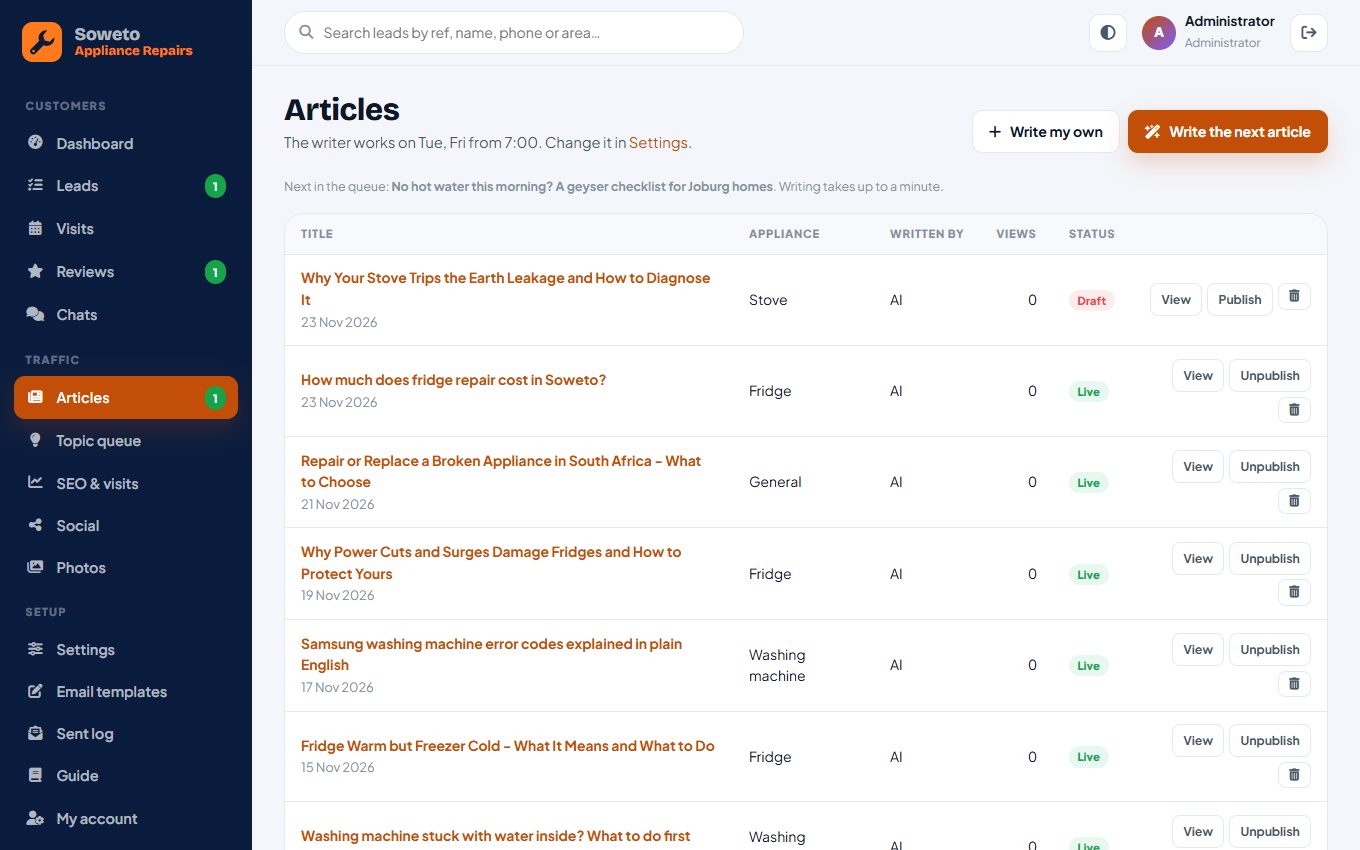 Soweto
Appliance Repairs
Search leads by ref, name, phone or area...
A
Administrator
Administrator
CUSTOMERS
Dashboard
Leads 1
Visits
Reviews 1
Chats
TRAFFIC
Articles 1
Topic queue
SEO & visits
Social
Photos
SETUP
Settings
Email templates
Sent log
Guide
My account
Articles
The writer works on Tue, Fri from 7:00. Change it in Settings.
+ Write my own
Write the next article
Next in the queue: No hot water this morning? A geyser checklist for Joburg homes. Writing takes up to a minute.
TITLE APPLIANCE WRITTEN BY VIEWS STATUS
Why Your Stove Trips the Earth Leakage and How to Diagnose
It
23 Nov 2026
Stove AI 0 Draft View Publish
How much does fridge repair cost in Soweto?
23 Nov 2026
Fridge AI 0 Live View Unpublish
Repair or Replace a Broken Appliance in South Africa – What
to Choose
21 Nov 2026
General AI 0 Live View Unpublish
Why Power Cuts and Surges Damage Fridges and How to
Protect Yours
19 Nov 2026
Fridge AI 0 Live View Unpublish
Samsung washing machine error codes explained in plain
English
17 Nov 2026
Washing
machine
AI 0 Live View Unpublish
Fridge Warm but Freezer Cold – What It Means and What to Do
15 Nov 2026
Fridge AI 0 Live View Unpublish
Washing machine stuck with water inside? What to do first
Washing
AI 0 Live View Unpublish